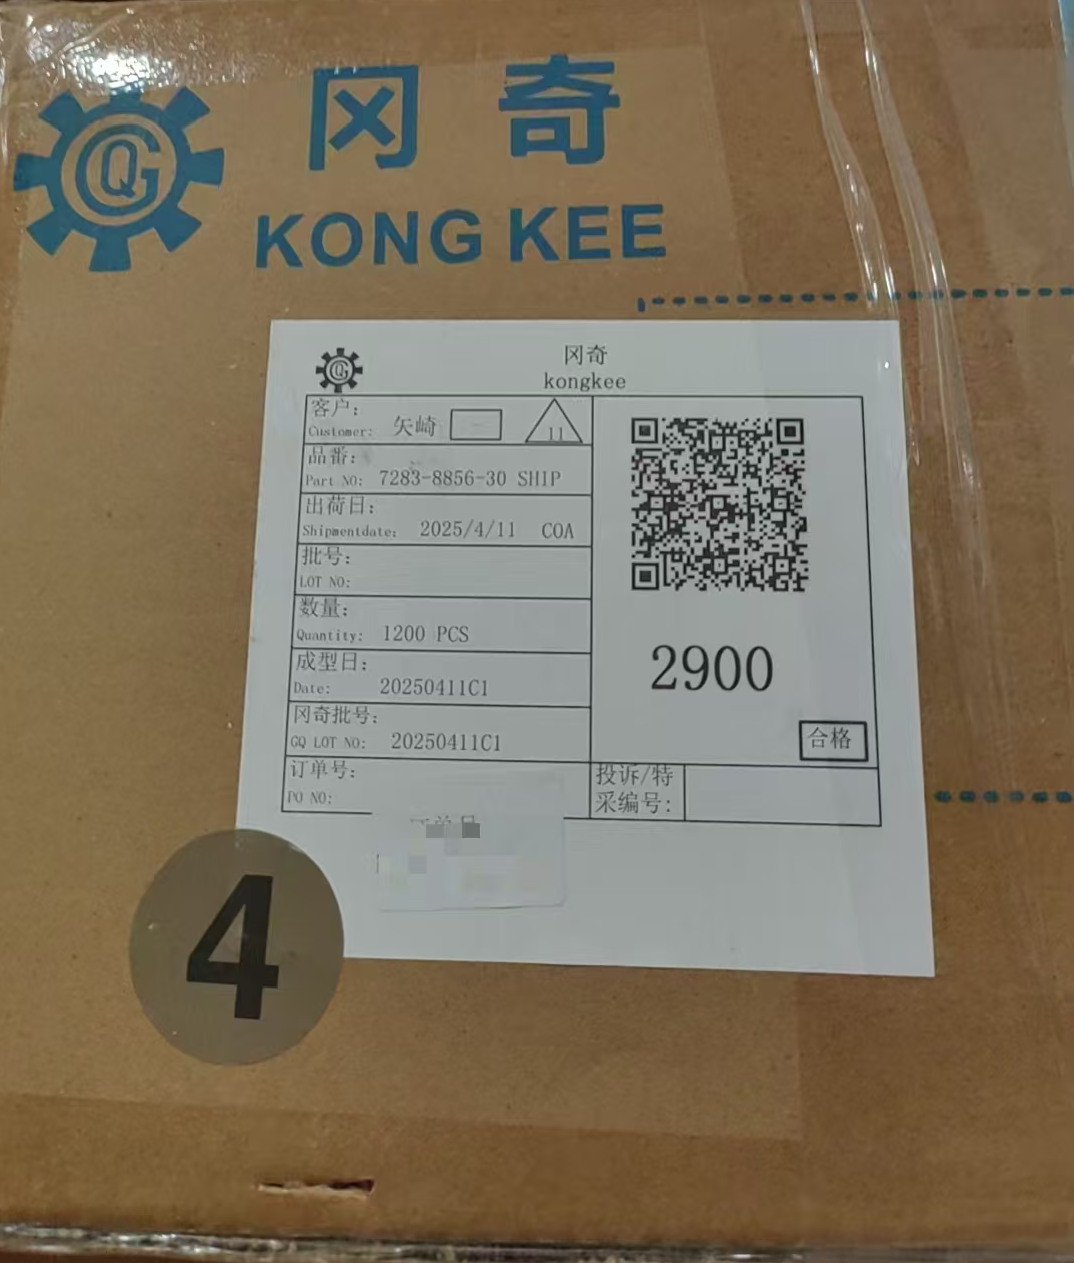 QG
冈奇
KONG KEE
QG
冈奇
kongkee
客户:
Customer: 矢崎 11
品番:
Part NO: 7283-8856-30 SHIP
出荷日:
Shipmentdate: 2025/4/11 COA
批号:
LOT NO:
数量:
Quantity: 1200 PCS
成型日:
Date: 20250411C1
冈奇批号:
GQ LOT NO: 20250411C1
订单号:
PO NO:
2900
合格
投诉/特
采编号:
4